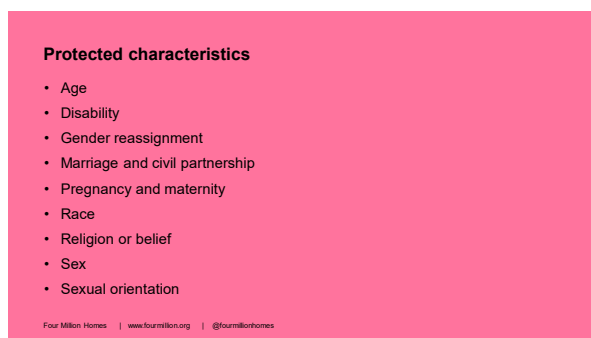 Protected characteristics
• Age
• Disability
• Gender reassignment
• Marriage and civil partnership
• Pregnancy and maternity
• Race
• Religion or belief
• Sex
• Sexual orientation
Four Million Homes | www.fourmillion.org | @fourmillionhomes